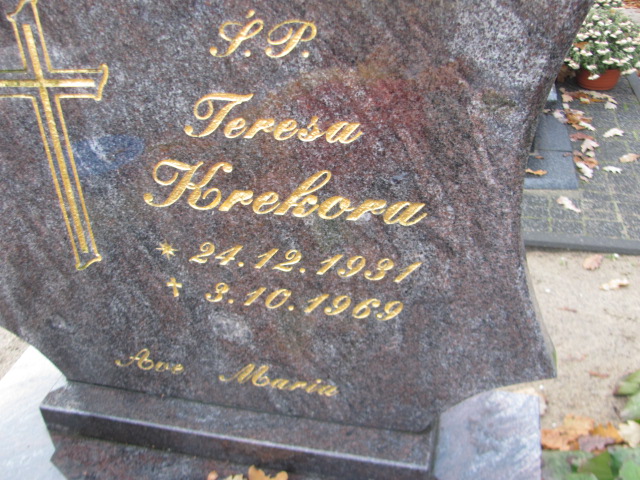 Ś.P.
Teresa
Krekora
* 24.12.1931
† 3.10.1969
Ave Maria